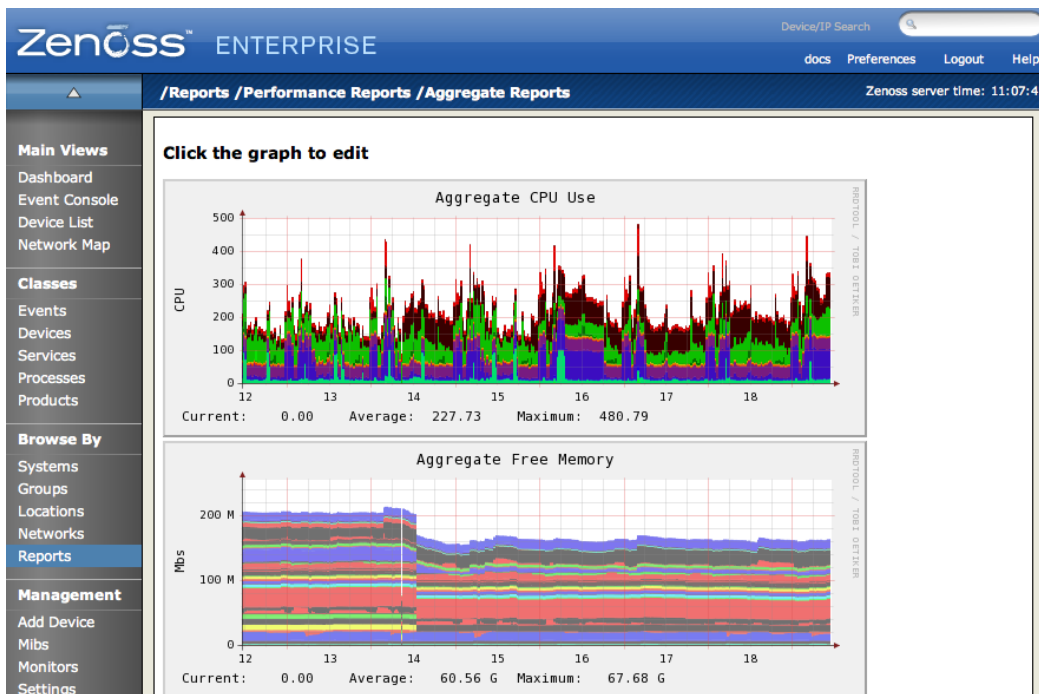 Zenōss™ ENTERPRISE
Device/IP Search
docs Preferences Logout Help
/Reports /Performance Reports /Aggregate Reports
Zenoss server time: 11:07:4
Main Views
Dashboard
Event Console
Device List
Network Map
Classes
Events
Devices
Services
Processes
Products
Browse By
Systems
Groups
Locations
Networks
Reports
Management
Add Device
Mibs
Monitors
Settings
Click the graph to edit
Aggregate CPU Use
RRDTOOL / TOBI OETIKER
CPU
500
400
300
200
100
0
12 13 14 15 16 17 18
Current: 0.00 Average: 227.73 Maximum: 480.79
Aggregate Free Memory
RRDTOOL / TOBI OETIKER
Mbs
200 M
100 M
0
12 13 14 15 16 17 18
Current: 0.00 Average: 60.56 G Maximum: 67.68 G